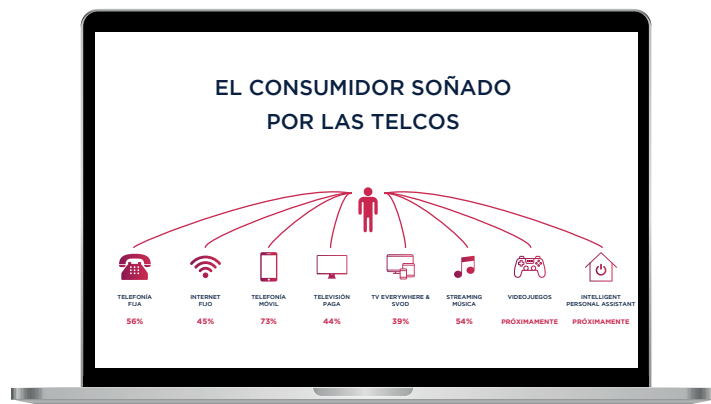 EL CONSUMIDOR SOÑADO
POR LAS TELCOS
TELEFONÍA
FIJA
56%
INTERNET
FIJO
45%
TELEFONÍA
MÓVIL
73%
TELEVISIÓN
PAGA
44%
TV EVERYWHERE &
SVOD
39%
STREAMING
MÚSICA
54%
VIDEOJUEGOS
PRÓXIMAMENTE
INTELLIGENT
PERSONAL ASSISTANT
PRÓXIMAMENTE